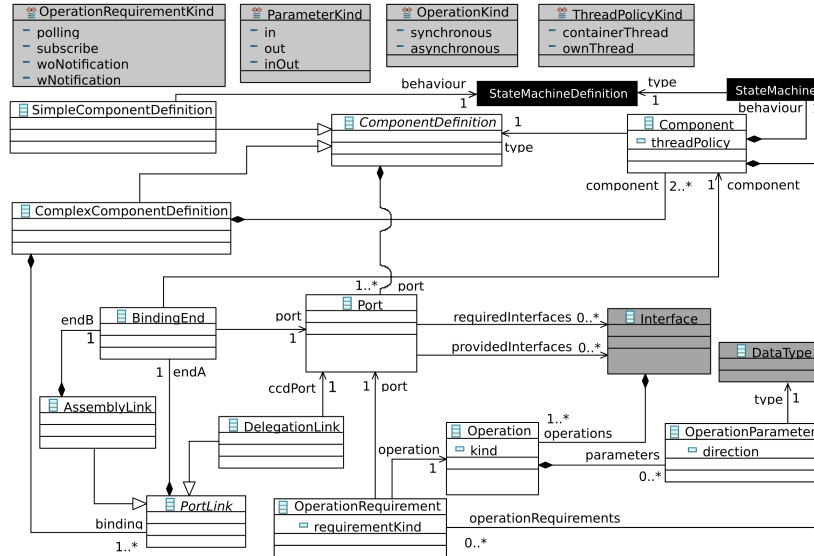 OperationRequirementKind
polling
subscribe
woNotification
wNotification
ParameterKind
in
out
inOut
OperationKind
synchronous
asynchronous
ThreadPolicyKind
containerThread
ownThread
behaviour
1
StateMachineDefinition
type
1
StateMachine
behaviour
SimpleComponentDefinition
ComponentDefinition
1
type
Component
threadPolicy
component
2..*
1
component
ComplexComponentDefinition
1..*
port
BindingEnd
endB
1
port
1
Port
requiredInterfaces
0..*
providedInterfaces
0..*
Interface
DataType
1
endA
ccdPort
1
1
port
type
1
AssemblyLink
DelegationLink
operation
1
Operation
kind
1..*
operations
parameters
0..*
OperationParameter
direction
PortLink
binding
1..*
OperationRequirement
requirementKind
operationRequirements
0..*